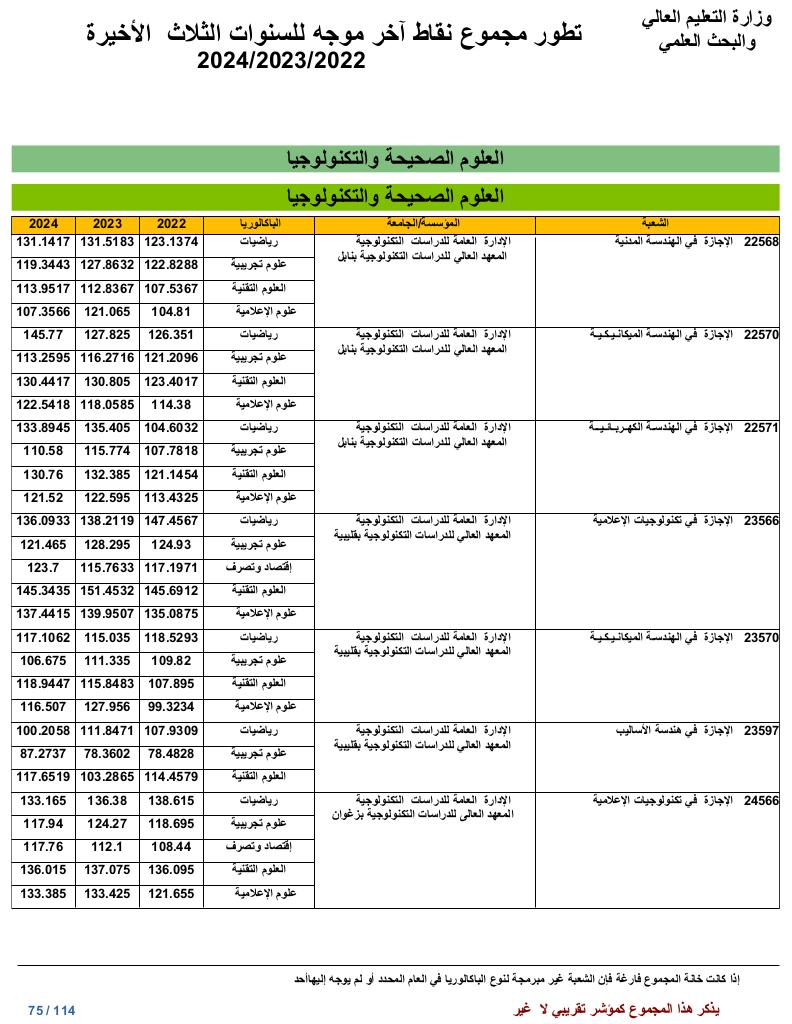 وزارة التعليم العالي
والبحث العلمي
تطور مجموع نقاط آخر موجه للسنوات الثلاث الأخيرة
2024/2023/2022
العلوم الصحيحة والتكنولوجيا
العلوم الصحيحة والتكنولوجيا
الشعبة المؤسسة/الجامعة الباكالوريا 2022 2023 2024
22568 الإجازة في الهندسة المدنية الإدارة العامة للدراسات التكنولوجية رياضيات 123.1374 131.5183 131.1417
المعهد العالي للدراسات التكنولوجية بنابل
علوم تجريبية 122.8288 127.8632 119.3443
العلوم التقنية 107.5367 112.8367 113.9517
علوم الإعلامية 104.81 121.065 107.3566
22570 الإجازة في الهندسة الميكانيكية الإدارة العامة للدراسات التكنولوجية رياضيات 126.351 127.825 145.77
المعهد العالي للدراسات التكنولوجية بنابل
علوم تجريبية 121.2096 116.2716 113.2595
العلوم التقنية 123.4017 130.805 130.4417
علوم الإعلامية 114.38 118.0585 122.5418
22571 الإجازة في الهندسة الكهربائية الإدارة العامة للدراسات التكنولوجية رياضيات 104.6032 135.405 133.8945
المعهد العالي للدراسات التكنولوجية بنابل
علوم تجريبية 107.7818 115.774 110.58
العلوم التقنية 121.1454 132.385 130.76
علوم الإعلامية 113.4325 122.595 121.52
23566 الإجازة في تكنولوجيات الإعلامية الإدارة العامة للدراسات التكنولوجية رياضيات 147.4567 138.2119 136.0933
المعهد العالي للدراسات التكنولوجية بقليبية
علوم تجريبية 124.93 128.295 121.465
إقتصاد وتصرف 117.1971 115.7633 123.7
العلوم التقنية 145.6912 151.4532 145.3435
علوم الإعلامية 135.0875 139.9507 137.4415
23570 الإجازة في الهندسة الميكانيكية الإدارة العامة للدراسات التكنولوجية رياضيات 118.5293 115.035 117.1062
المعهد العالي للدراسات التكنولوجية بقليبية
علوم تجريبية 109.82 111.335 106.675
العلوم التقنية 107.895 115.8483 118.9447
علوم الإعلامية 99.3234 127.956 116.507
23597 الإجازة في هندسة الأساليب الإدارة العامة للدراسات التكنولوجية رياضيات 107.9309 111.8471 100.2058
المعهد العالي للدراسات التكنولوجية بقليبية
علوم تجريبية 78.4828 78.3602 87.2737
العلوم التقنية 114.4579 103.2865 117.6519
24566 الإجازة في تكنولوجيات الإعلامية الإدارة العامة للدراسات التكنولوجية رياضيات 138.615 136.38 133.165
المعهد العالى للدراسات التكنولوجية بزغوان
علوم تجريبية 118.695 124.27 117.94
إقتصاد وتصرف 108.44 112.1 117.76
العلوم التقنية 136.095 137.075 136.015
علوم الإعلامية 121.655 133.425 133.385
إذا كانت خانة المجموع فارغة فإن الشعبة غير مبرمجة لنوع الباكالوريا في العام المحدد أو لم يوجه إليهاأحد
يذكر هذا المجموع كمؤشر تقريبي لا غير
75 / 114